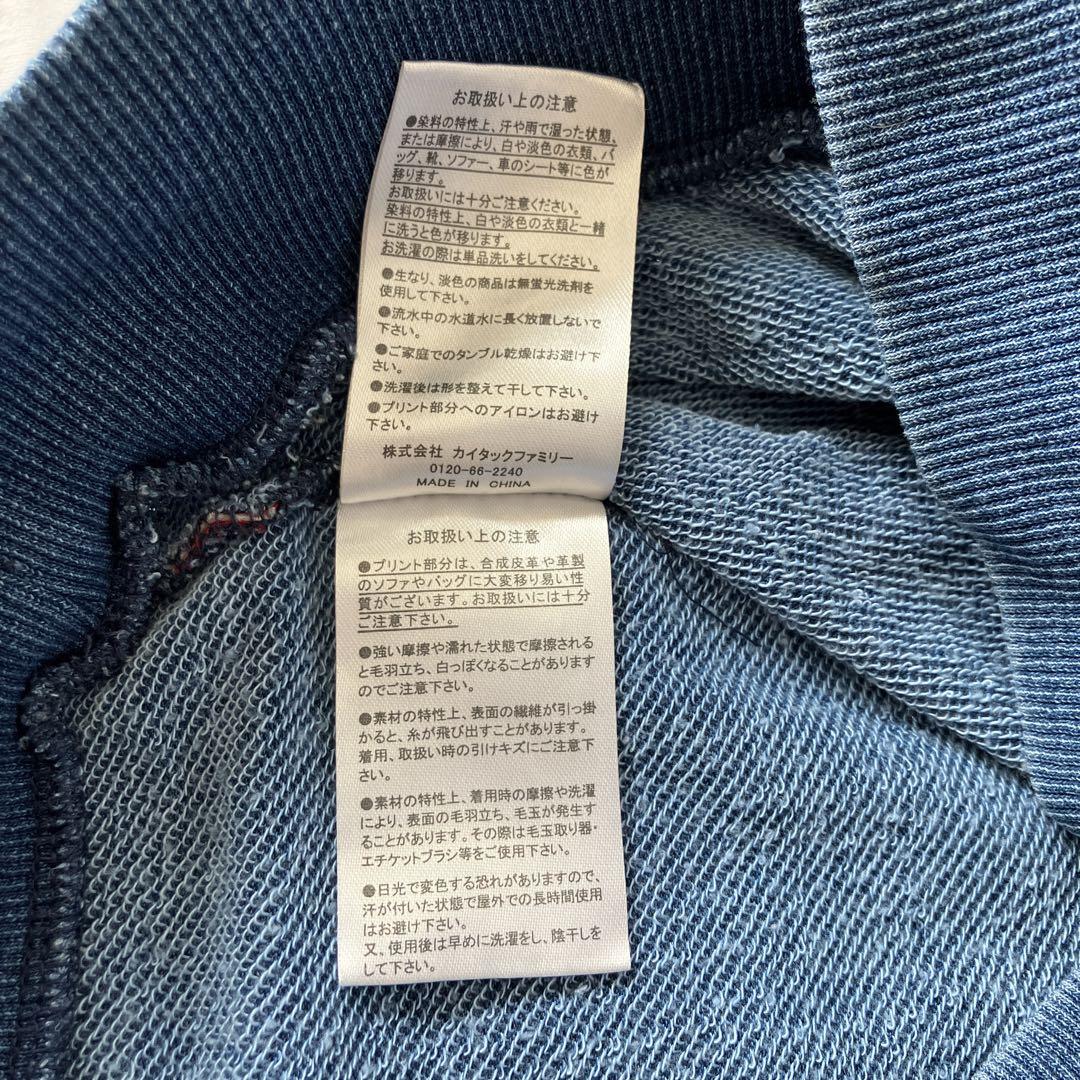 お取扱い上の注意
●染料の特性上、汗や雨で湿った状態、
または摩擦により、白や淡色の衣類、バ
ッグ、靴、ソファー、車のシート等に色が
移ります。
お取扱いには十分ご注意ください。
染料の特性上、白や淡色の衣類と一緒
に洗うと色が移ります。
お洗濯の際は単品洗いをしてください。
●生なり、淡色の商品は無蛍光洗剤を
使用して下さい。
●流水中の水道水に長く放置しないで
下さい。
●ご家庭でのタンブル乾燥はお避け下
さい。
●洗濯後は形を整えて干して下さい。
●プリント部分へのアイロンはお避け
下さい。
株式会社 カイタックファミリー
0120-66-2240
MADE IN CHINA
お取扱い上の注意
●プリント部分は、合成皮革や革製
のソファやバッグに大変移り易い性
質がございます。お取扱いには十分
ご注意下さい。
●強い摩擦や濡れた状態で摩擦される
と毛羽立ち、白っぽくなることがあります
のでご注意下さい。
●素材の特性上、表面の繊維が引っ掛
かると、糸が飛び出すことがあります。
着用、取扱い時の引けキズにご注意下
さい。
●素材の特性上、着用時の摩擦や洗濯
により、表面の毛羽立ち、毛玉が発生す
ることがあります。その際は毛玉取り器・
エチケットブラシ等をご使用下さい。
●日光で変色する恐れがありますので、
汗が付いた状態で屋外での長時間使用
はお避け下さい。
又、使用後は早めに洗濯をし、陰干しを
して下さい。